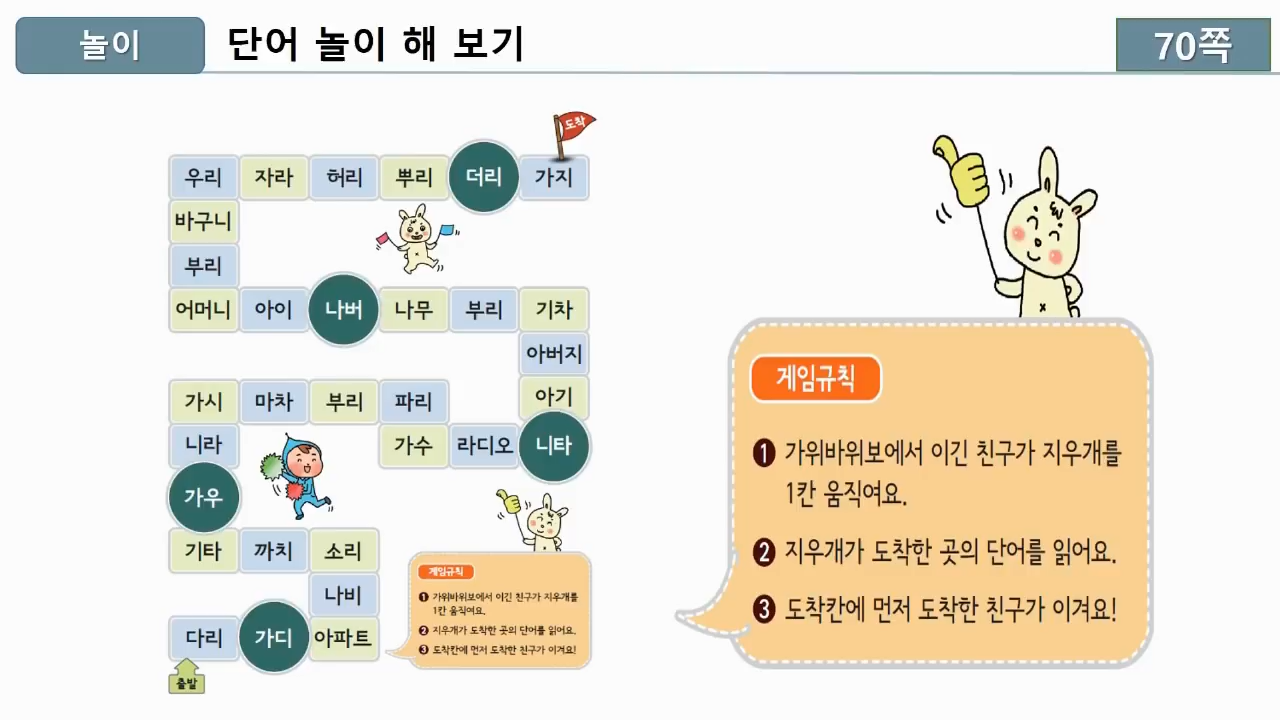 놀이
단어 놀이 해 보기
70쪽
도착
우리 자라 허리 뿌리 더리 가지
바구니
부리
어머니 아이 나버 나무 부리 기차
아버지
가시 마차 부리 파리 아기
니라 가수 라디오 니타
가우
기타 까치 소리
나비
다리 가디 아파트
출발
게임규칙
❶ 가위바위보에서 이긴 친구가 지우개를
1칸 움직여요.
❷ 지우개가 도착한 곳의 단어를 읽어요.
❸ 도착칸에 먼저 도착한 친구가 이겨요!
게임규칙
❶ 가위바위보에서 이긴 친구가 지우개를
1칸 움직여요.
❷ 지우개가 도착한 곳의 단어를 읽어요.
❸ 도착칸에 먼저 도착한 친구가 이겨요!